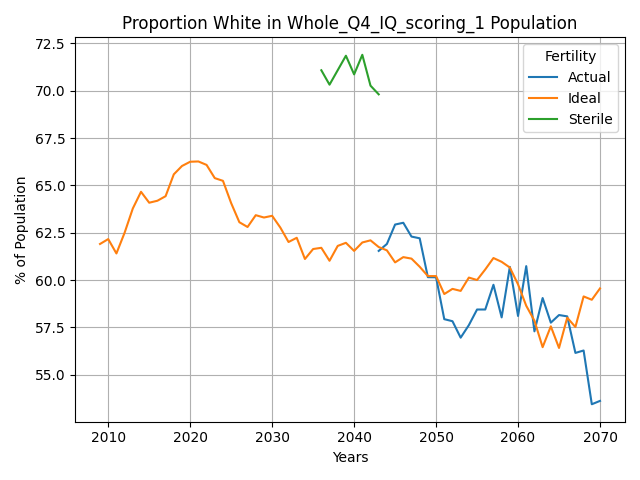 Proportion White in Whole_Q4_IQ_scoring_1 Population
72.5
70.0
67.5
65.0
62.5
60.0
57.5
55.0
% of Population
Fertility
Actual
Ideal
Sterile
2010 2020 2030 2040 2050 2060 2070
Years